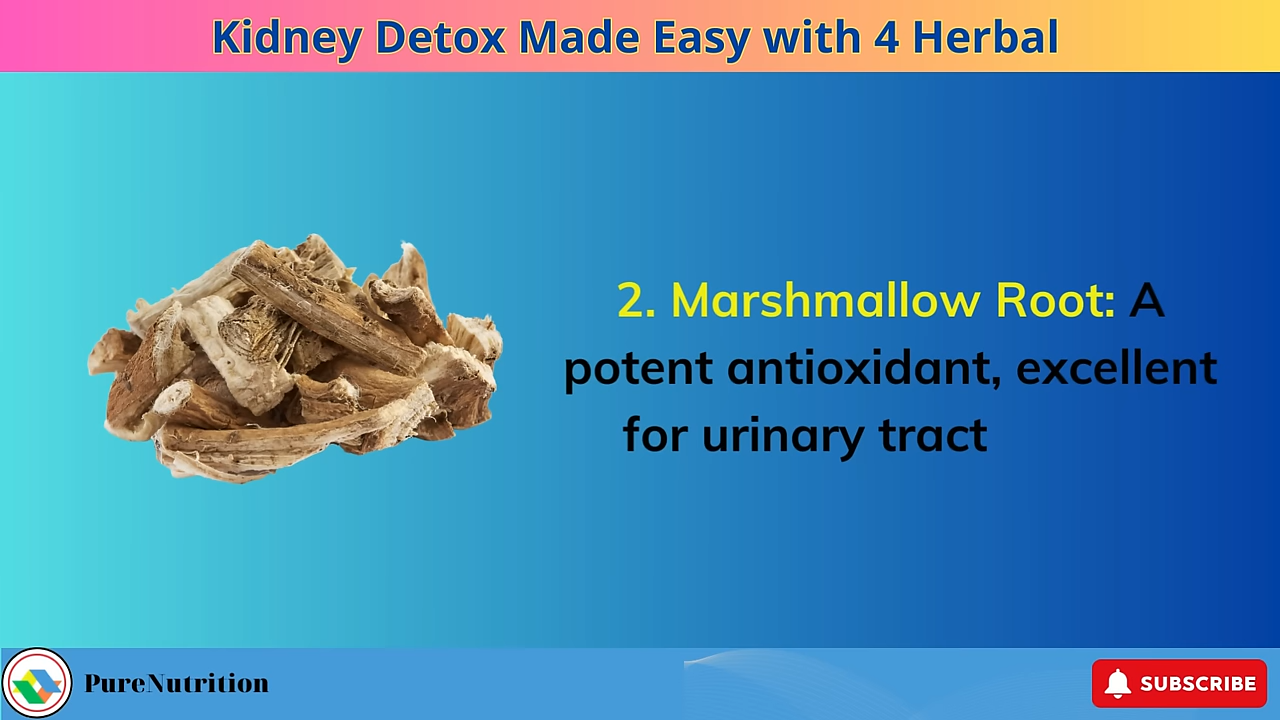 Kidney Detox Made Easy with 4 Herbal
2. Marshmallow Root: A
potent antioxidant, excellent
for urinary tract
PureNutrition
SUBSCRIBE